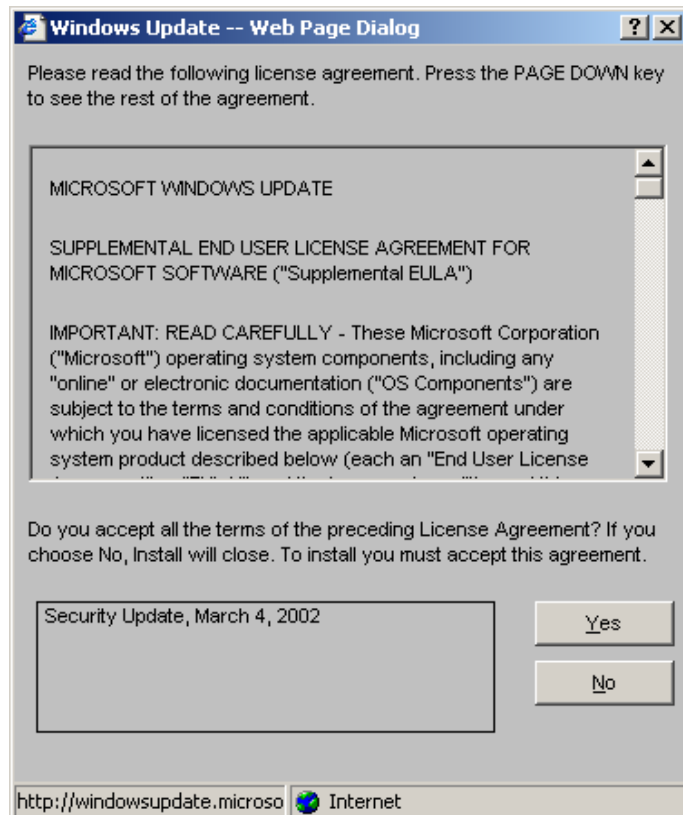 Windows Update -- Web Page Dialog
Please read the following license agreement. Press the PAGE DOWN key
to see the rest of the agreement.
MICROSOFT WINDOWS UPDATE
SUPPLEMENTAL END USER LICENSE AGREEMENT FOR
MICROSOFT SOFTWARE ("Supplemental EULA")
IMPORTANT: READ CAREFULLY - These Microsoft Corporation
("Microsoft") operating system components, including any
"online" or electronic documentation ("OS Components") are
subject to the terms and conditions of the agreement under
which you have licensed the applicable Microsoft operating
system product described below (each an "End User License
Do you accept all the terms of the preceding License Agreement? If you
choose No, Install will close. To install you must accept this agreement.
Security Update, March 4, 2002
Yes
No
http://windowsupdate.microso
Internet